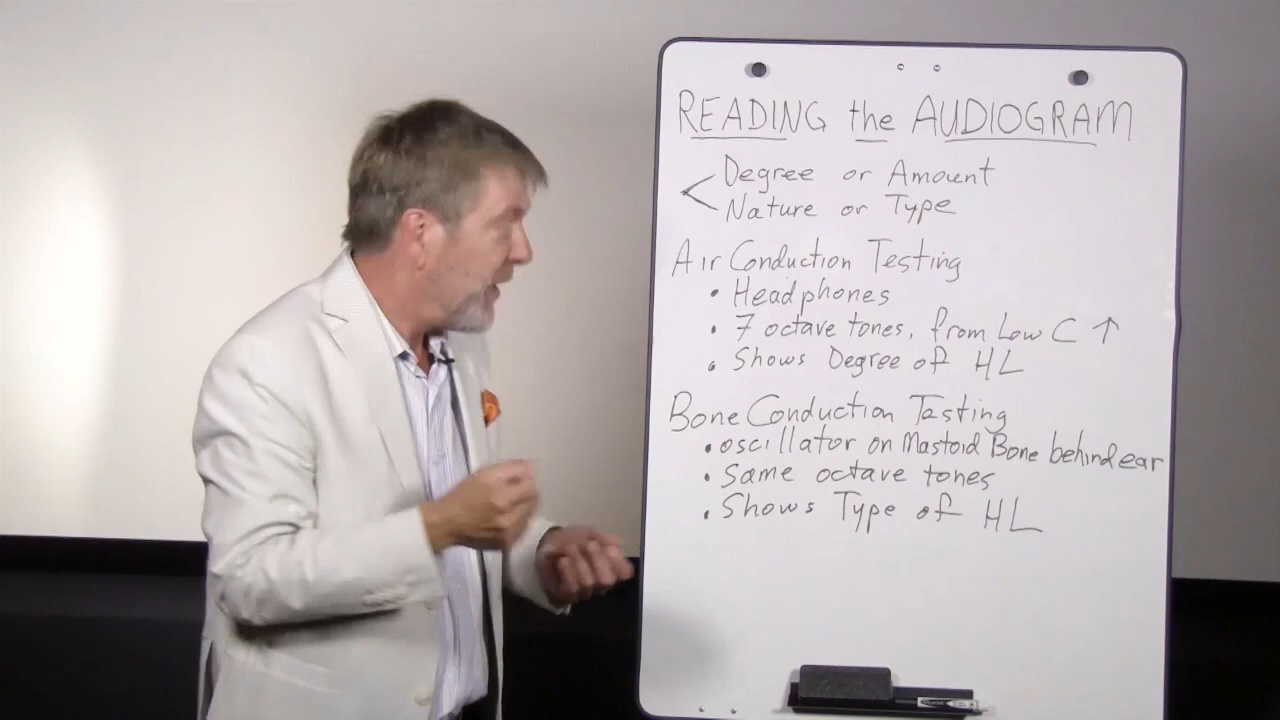 READING the AUDIOGRAM
Degree or Amount
Nature or Type
Air Conduction Testing
• Headphones
• 7 octave tones, from Low C ↑
• Shows Degree of HL
Bone Conduction Testing
• oscillator on Mastoid Bone behind ear
• Same octave tones
• Shows Type of HL